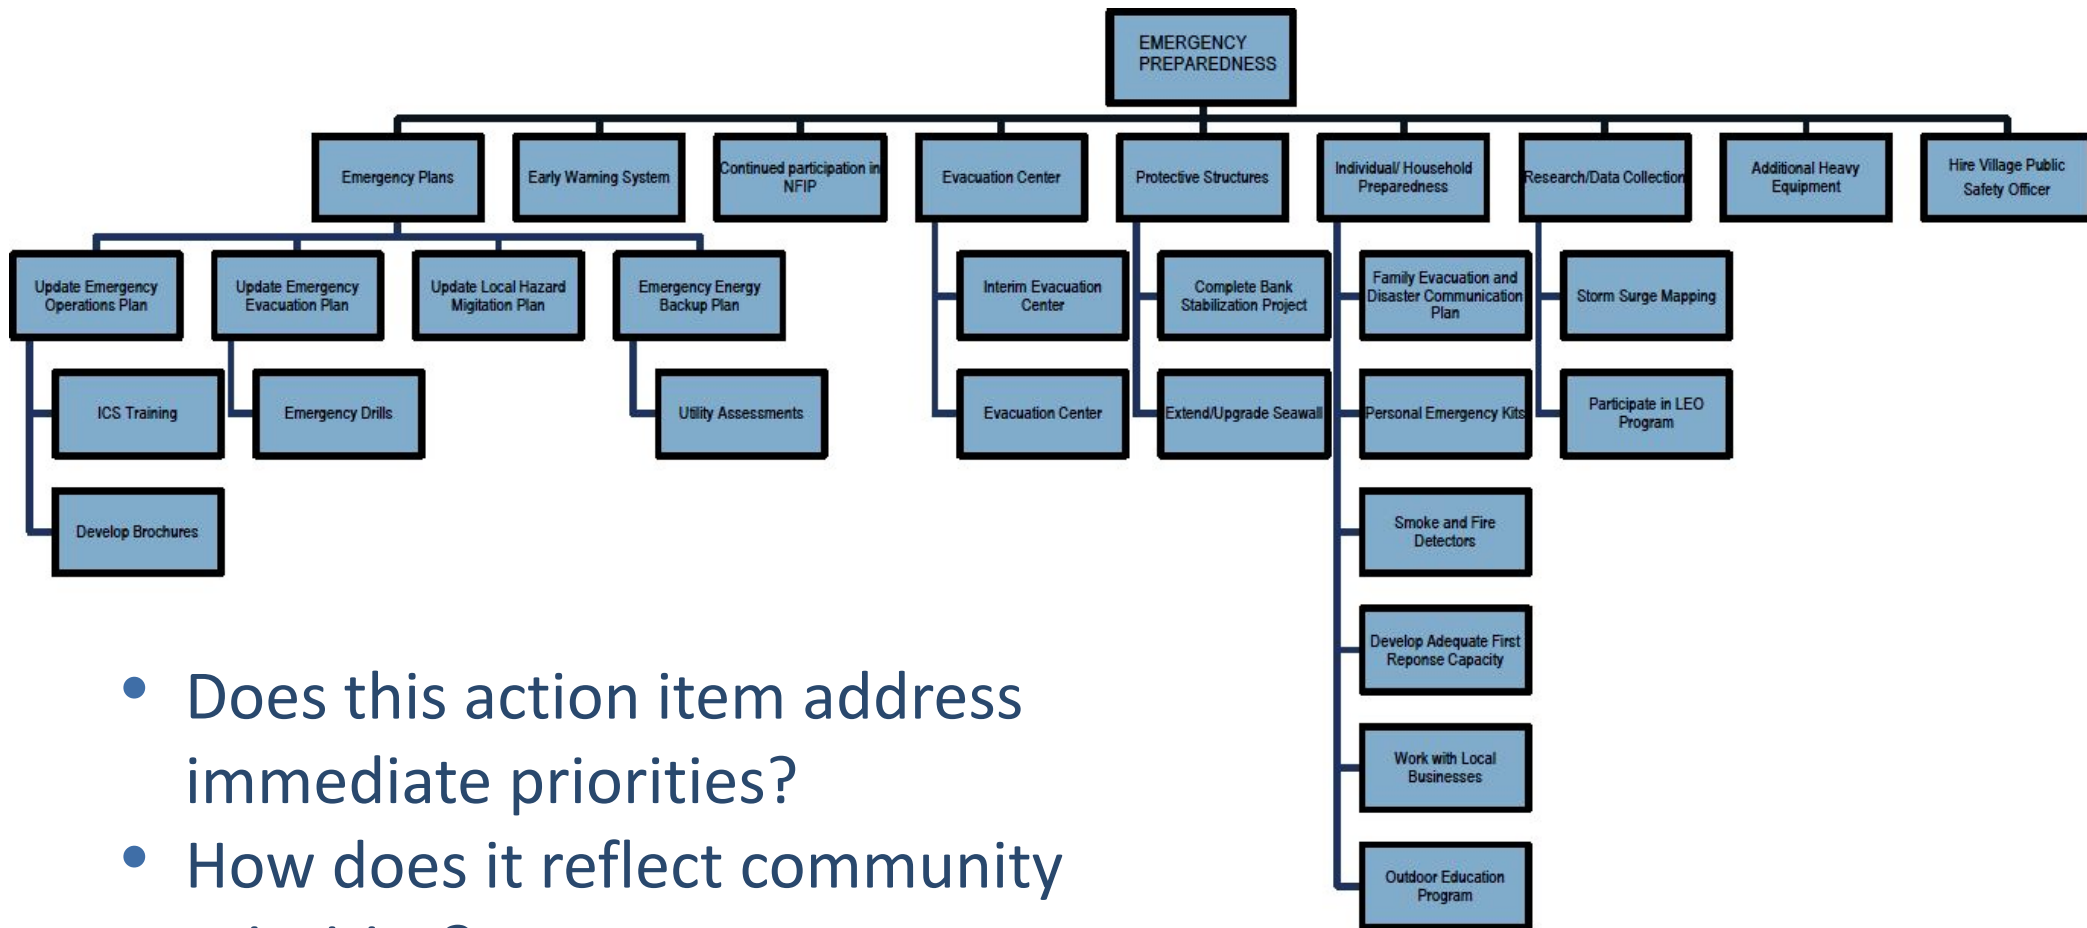 EMERGENCY
PREPAREDNESS
Emergency Plans
Early Warning System
Continued participation in
NFIP
Evacuation Center
Protective Structures
Individual/ Household
Preparedness
Research/Data Collection
Additional Heavy
Equipment
Hire Village Public
Safety Officer
Update Emergency
Operations Plan
Update Emergency
Evacuation Plan
Update Local Hazard
Migitation Plan
Emergency Energy
Backup Plan
Interim Evacuation
Center
Complete Bank
Stabilization Project
Family Evacuation and
Disaster Communication
Plan
Storm Surge Mapping
ICS Training
Emergency Drills
Utility Assessments
Evacuation Center
Extend/Upgrade Seawall
Personal Emergency Kits
Participate in LEO
Program
Develop Brochures
Smoke and Fire
Detectors
Develop Adequate First
Reponse Capacity
Work with Local
Businesses
Outdoor Education
Program
• Does this action item address
immediate priorities?
• How does it reflect community